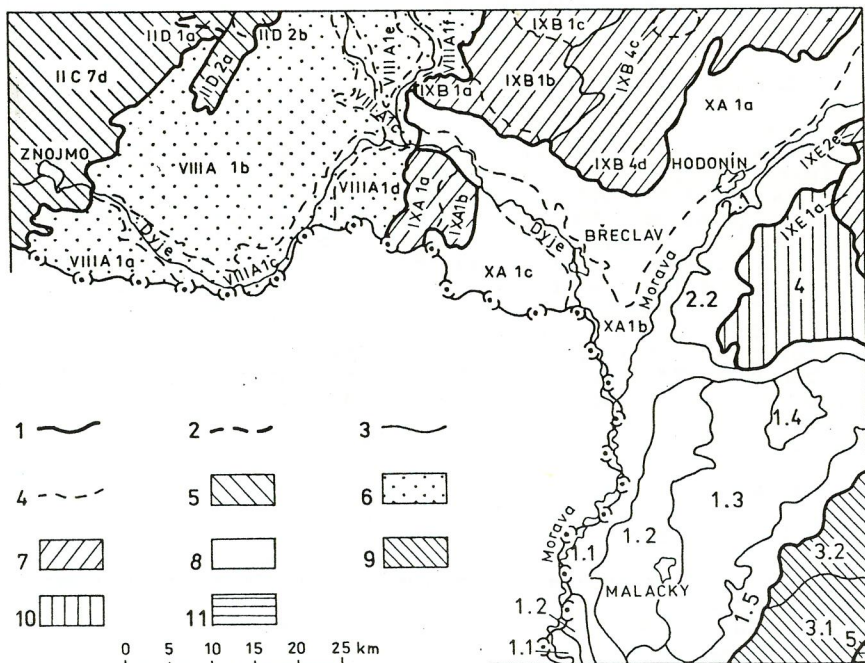 II D 1a
II D 2b
VIII A 1e
VIII A 1f
IX B 1c
IX B 4c
II C 7d
II D 2a
IX B 1a
IX B 1b
XA 1a
ZNOJMO
VIII A 1b
VIII A 1c
VIII A 1d
IX A 1a
IX A 1b
IX B 4d
HODONÍN
IX E 2e
Dyje
Dyje
BŘECLAV
Morava
2.1
IX E 1a
VIII A 1a
VIII A 1c
XA 1c
2.2
4
XA 1b
1.4
1
2
3
1.3
4
5
6
Morava
1.2
7
8
9
1.1
3.2
MALACKY
1.5
10
11
1.2
3.1
5
1.1
0 5 10 15 20 25 km